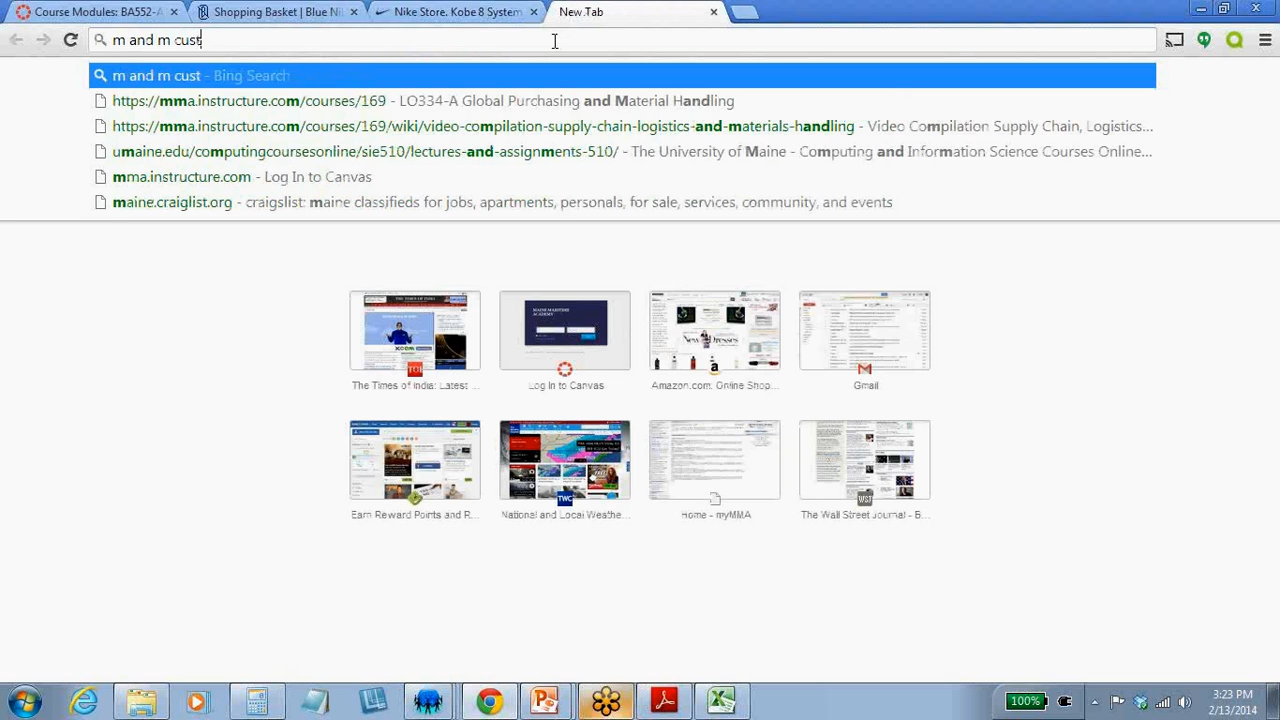 Course Modules: BA552-A
Shopping Basket | Blue Ni
Nike Store. Kobe 8 System
New Tab
m and m cust
m and m cust - Bing Search
https://mma.instructure.com/courses/169 - LO334-A Global Purchasing and Material Handling
https://mma.instructure.com/courses/169/wiki/video-compilation-supply-chain-logistics-and-materials-handling - Video Compilation Supply Chain, Logistics...
umaine.edu/computingcoursesonline/sie510/lectures-and-assignments-510/ - The University of Maine - Computing and Information Science Courses Online...
mma.instructure.com - Log In to Canvas
maine.craiglist.org - craigslist: maine classifieds for jobs, apartments, personals, for sale, services, community, and events
The Times of India: Latest ...
Log In to Canvas
Amazon.com: Online Shop...
Gmail
Earn Reward Points and R...
National and Local Weathe...
Home - myMMA
The Wall Street Journal - B...
100%
3:23 PM
2/13/2014